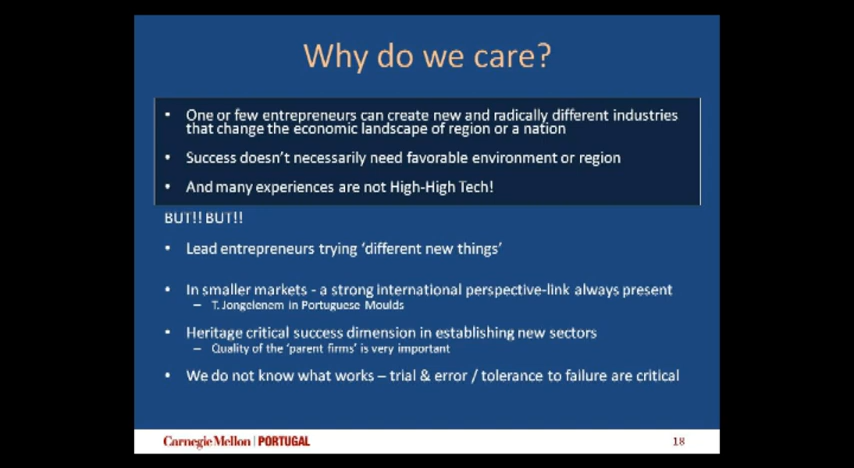 Why do we care?
• One or few entrepreneurs can create new and radically different industries
that change the economic landscape of region or a nation
• Success doesn't necessarily need favorable environment or region
• And many experiences are not High-High Tech!
BUT!! BUT!!
• Lead entrepreneurs trying 'different new things'
• In smaller markets - a strong international perspective-link always present
– T. Jongelenem in Portuguese Moulds
• Heritage critical success dimension in establishing new sectors
– Quality of the 'parent firms' is very important
• We do not know what works – trial & error / tolerance to failure are critical
Carnegie Mellon | PORTUGAL
18